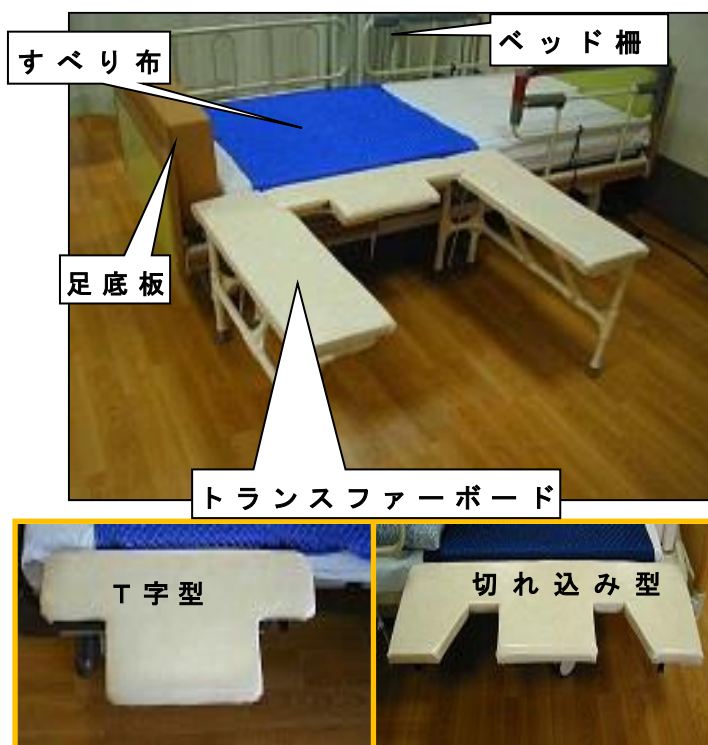 すべり布
ベッド柵
足底板
トランスファーボード
T字型
切れ込み型